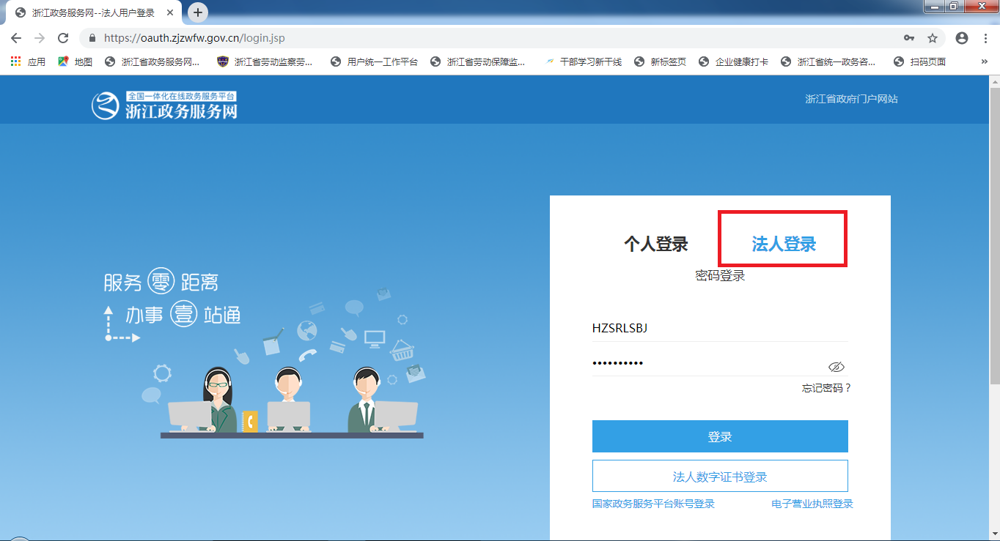 浙江政务服务网--法人用户登录
https://oauth.zjzwfw.gov.cn/login.jsp
应用 地图 浙江省政务服务网... 浙江省劳动监察劳... 用户统一工作平台 浙江省劳动保障监... 干部学习新干线 新标签页 企业健康打卡 浙江省统一政务咨... 扫码页面 »
全国一体化在线政务服务平台
浙江政务服务网
浙江省政府门户网站
服务零距离
办事壹站通
个人登录 法人登录
密码登录
HZSRLSBJ
••••••••••
忘记密码？
登录
法人数字证书登录
国家政务服务平台账号登录 电子营业执照登录